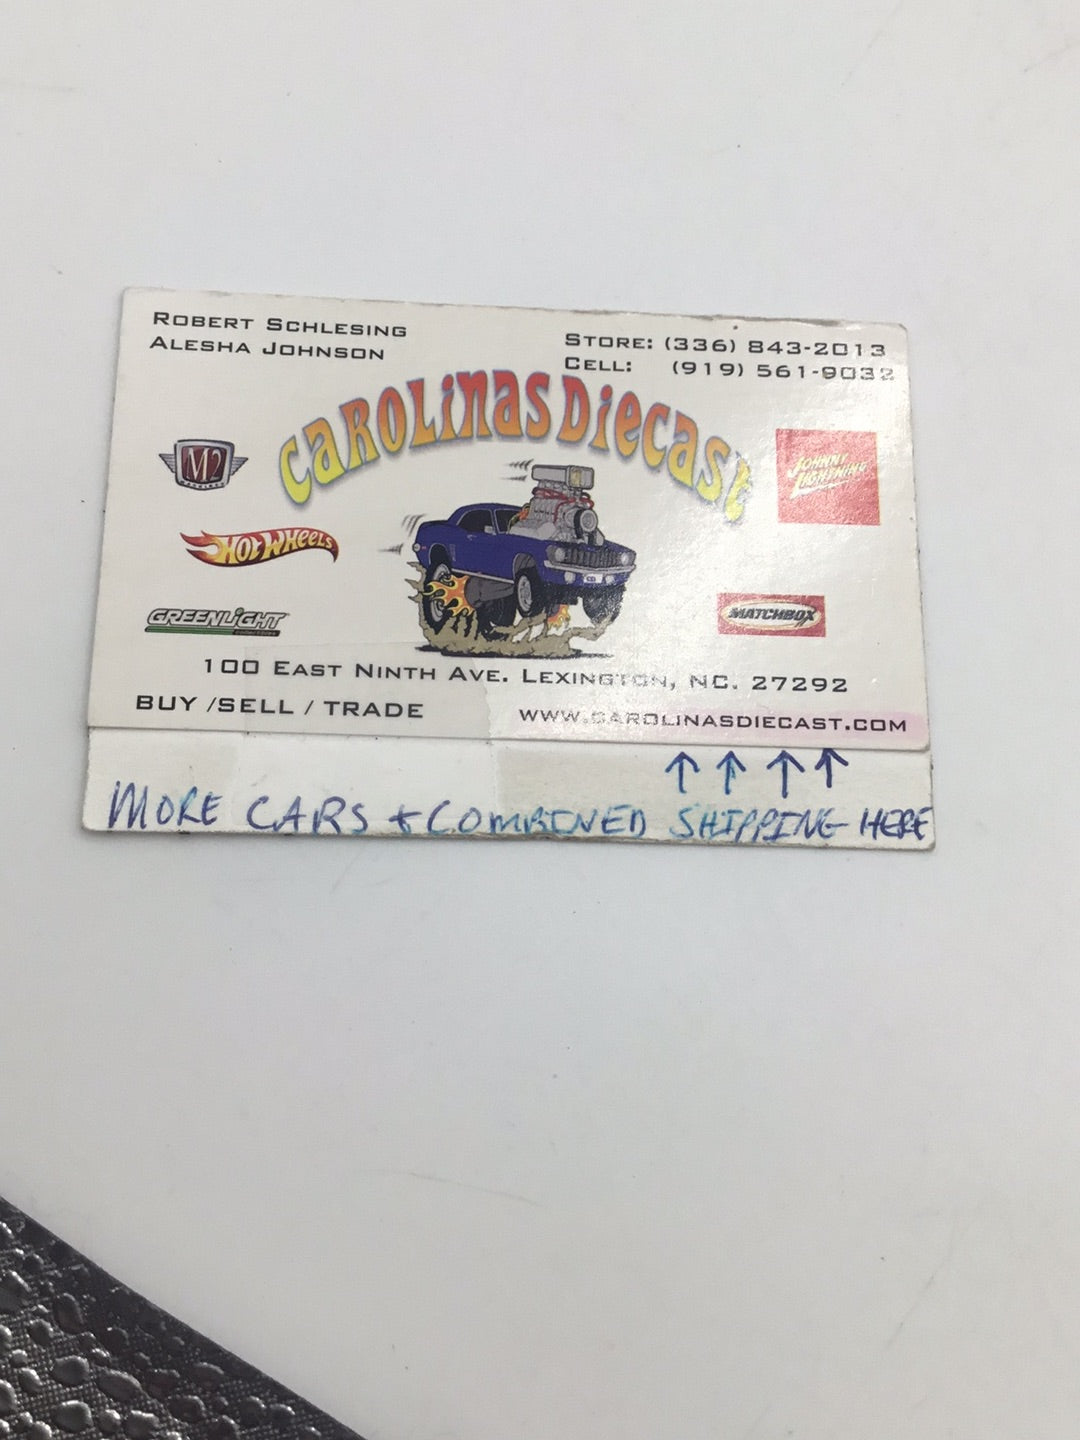 ROBERT SCHLESING
ALESHA JOHNSON
STORE: (336) 843-2013
CELL: (919) 561-9032
CAROLINAS DIECAST
M2
MACHINES
JOHNNY LIGHTNING
HOT WHEELS
GREENLIGHT
collectibles
MATCHBOX
100 EAST NINTH AVE. LEXINGTON, NC. 27292
BUY /SELL / TRADE
WWW.CAROLINASDIECAST.COM
MORE CARS + COMBINED SHIPPING HERE